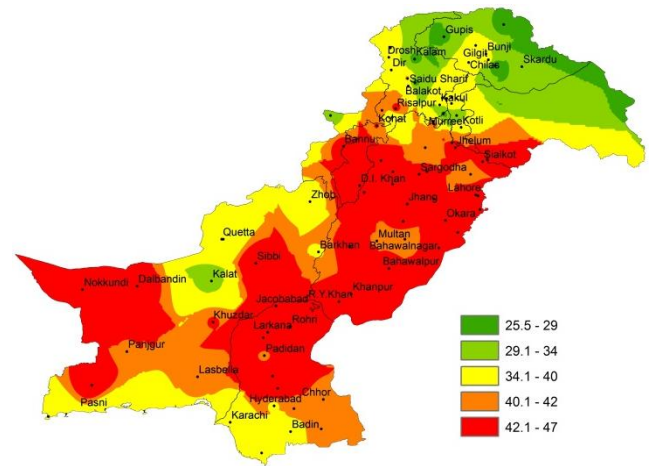 Gupis
Drosh Kalam
Gilgit Bunji
Dir
Chilas
Skardu
Saidu Sharif
Balakot
Kakul
Risalpur
Kohat
Murree Kotli
Bannu
Jhelum
Sialkot
Sargodha
D.I. Khan
Lahore
Zhob
Jhang
Okara
Quetta
Multan
Barkhan
Bahawalnagar
Sibbi
Bahawalpur
Nokkundi
Dalbandin
Kalat
Khanpur
R.Y.Khan
Jacobabad
Khuzdar
Rohri
Larkana
Panjgur
Padidan
Lasbella
Pasni
Hyderabad
Chhor
Karachi
Badin
25.5 - 29
29.1 - 34
34.1 - 40
40.1 - 42
42.1 - 47